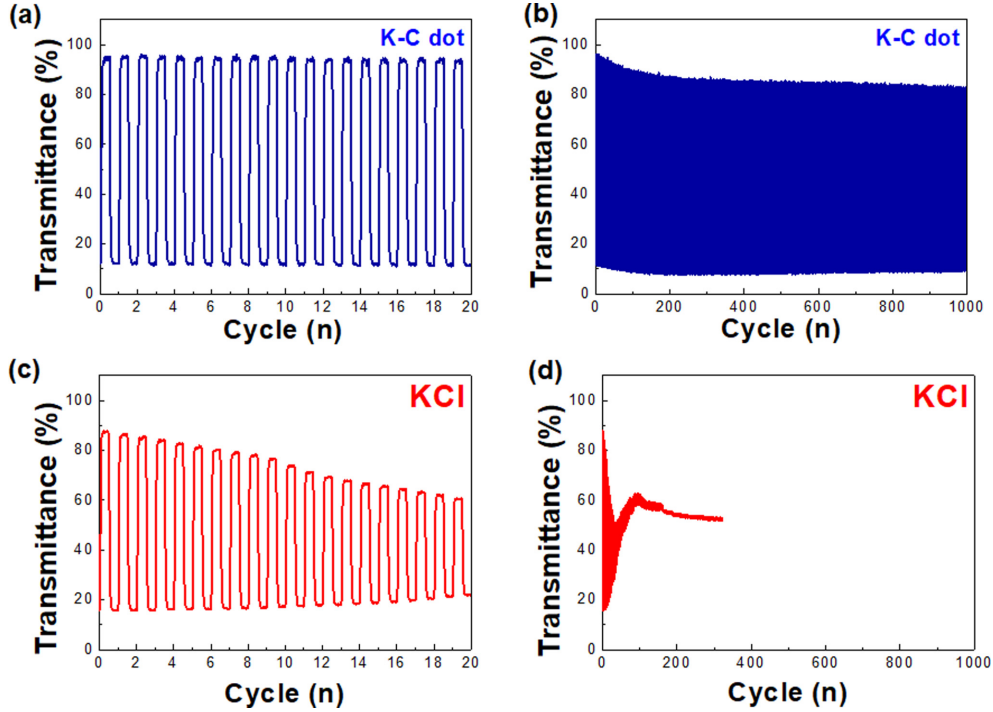 (a)
K-C dot
Transmittance (%)
100
80
60
40
20
0
0 2 4 6 8 10 12 14 16 18 20
Cycle (n)
(b)
K-C dot
Transmittance (%)
100
80
60
40
20
0
0 200 400 600 800 1000
Cycle (n)
(c)
KCl
Transmittance (%)
100
80
60
40
20
0
0 2 4 6 8 10 12 14 16 18 20
Cycle (n)
(d)
KCl
Transmittance (%)
100
80
60
40
20
0
0 200 400 600 800 1000
Cycle (n)